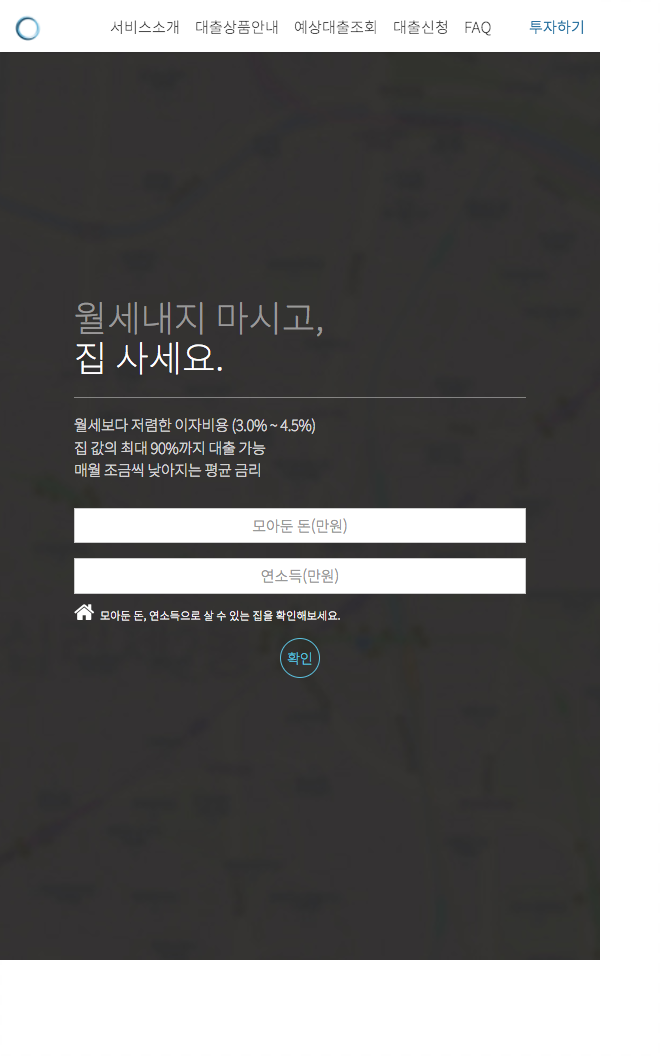 서비스소개 대출상품안내 예상대출조회 대출신청 FAQ 투자하기
월세내지 마시고,
집 사세요.
월세보다 저렴한 이자비용 (3.0% ~ 4.5%)
집 값의 최대 90%까지 대출 가능
매월 조금씩 낮아지는 평균 금리
모아둔 돈(만원)
연소득(만원)
모아둔 돈, 연소득으로 살 수 있는 집을 확인해보세요.
확인